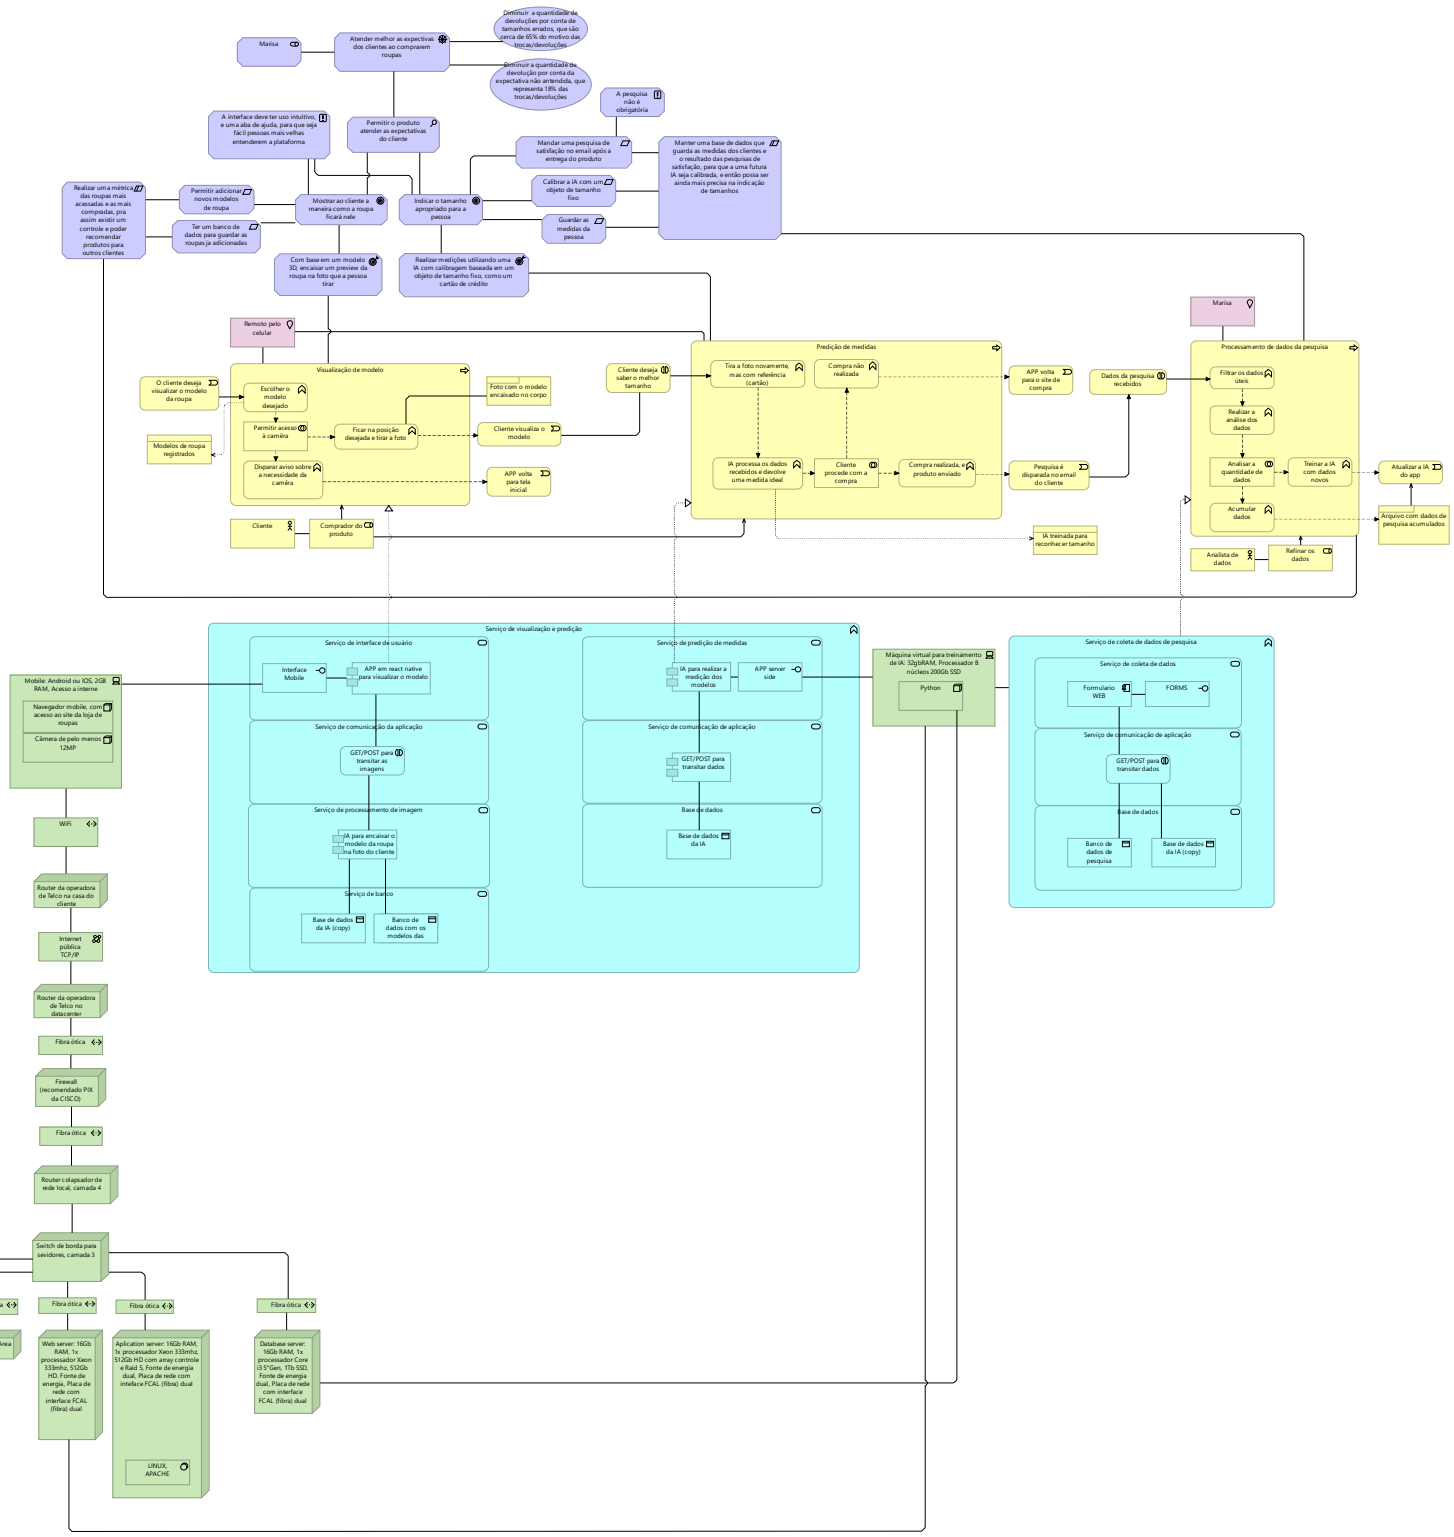 Diminuir  a quantidade de
devoluções por conta de
tamanhos errados, que são
cerca de 65% do motivo das
trocas/devoluções
Marisa
Atender melhor as expectivas
dos clientes ao comprarem
roupas
Diminuir a quantidade de
devolução por conta da
expectativa não antendida, que
representa 18% das
trocas/devoluções
A pesquisa
não é
obrigatória
A interface deve ter uso intuitivo,
e uma aba de ajuda, para que seja
fácil pessoas mais velhas
entenderem a plataforma
Permitir o produto
atender as expectativas
do cliente
Mandar uma pesquisa de
satisfação no email após a
entrega do produto
Manter uma base de dados que
guarda as medidas dos clientes e
o resultado das pesquisas de
satisfação, para que a uma futura
IA seja calibrada, e então possa ser
ainda mais precisa na indicação
de tamanhos
Realizar uma métrica
das roupas mais
acessadas e as mais
compradas, pra
assim existir um
controle e poder
recomendar
produtos para
outros clientes
Permitir adicionar
novos modelos
de roupa
Ter um banco de
dados para guardar as
roupas ja adicionadas
Mostrar ao cliente a
maneira como a roupa
ficará nele
Indicar o tamanho
apropriado para a
pessoa
Calibrar a IA com um
objeto de tamanho
fixo
Guardar as
medidas da
pessoa
Com base em um modelo
3D, encaixar um preview da
roupa na foto que a pessoa
tirar
Realizar medições utilizando uma
IA com calibragem baseada em um
objeto de tamanho fixo, como um
cartão de crédito
Remoto pelo
celular
Marisa
Visualização de modelo
O cliente deseja
visualizar o modelo
da roupa
Escolher o
modelo
desejado
Foto com o modelo
encaixado no corpo
Permitir acesso
à caméra
Ficar na posição
desejada e tirar a foto
Cliente visualiza o
modelo
Modelos de roupa
registrados
Disparar aviso sobre
a necessidade da
camêra
APP volta
para tela
inicial
Cliente
Comprador do
produto
Cliente deseja
saber o melhor
tamanho
Predição de medidas
Tira a foto novamente,
mas com referência
(cartão)
Compra não
realizada
APP volta
para o site de
compra
IA processa os dados
recebidos e devolve
uma medida ideal
Cliente
procede com a
compra
Compra realizada, e
produto enviado
Pesquisa é
disparada no email
do cliente
IA treinada para
reconhecer tamanho
Dados da pesquisa
recebidos
Processamento de dados da pesquisa
Filtrar os dados
úteis
Realizar a
análise dos
dados
Analisar a
quantidade de
dados
Treinar a IA
com dados
novos
Acumular
dados
Atualizar a IA
do app
Arquivo com dados de
pesquisa acumulados
Analista de
dados
Refinar os
dados
Serviço de visualização e predição
Serviço de interface de usuário
Interface
Mobile
APP em react native
para visualizar o modelo
Serviço de comunicação da aplicação
GET/POST para
transitar as
imagens
Serviço de processamento de imagem
IA para encaixar o
modelo da roupa
na foto do cliente
Serviço de banco
Base de dados
da IA (copy)
Banco de
dados com os
modelos das
Serviço de predição de medidas
IA para realizar a
medição dos
modelos
APP server
side
Serviço de comunicação de aplicação
GET/POST para
transitar dados
Base de dados
Base de dados
da IA
Máquina virtual para treinamento
de IA: 32gbRAM, Processador 8
núcleos 200Gb SSD
Python
Serviço de coleta de dados de pesquisa
Serviço de coleta de dados
Formulario
WEB
FORMS
Serviço de comunicação de aplicação
GET/POST para
transitar dados
Base de dados
Banco de
dados de
pesquisa
Base de dados
da IA (copy)
Mobile: Android ou IOS, 2GB
RAM, Acesso a interne
Navegador mobile, com
acesso ao site da loja de
roupas
Câmera de pelo menos
12MP
WiFi
Router da operadora
de Telco na casa do
cliente
Internet
pública
TCP/IP
Router da operadora
de Telco no
datacenter
Fibra ótica
Firewall
(recomendado PIX
da CISCO)
Fibra ótica
Router colapsador de
rede local, camada 4
Switch de borda para
sevidores, camada 3
a
Fibra ótica
Fibra ótica
Fibra ótica
Area
Web server: 16Gb
RAM, 1x
processador Xeon
333mhz, 512Gb
HD. Fonte de
energia, Placa de
rede com
interface FCAL
(fibra) dual
Aplication server: 16Gb RAM,
1x processador Xeon 333mhz,
512Gb HD com array controle
e Raid 5, Fonte de energia
dual, Placa de rede com
inteface FCAL (fibra) dual
LINUX,
APACHE
Database server:
16Gb RAM, 1x
processador Core
i3 5°Gen, 1Tb SSD,
Fonte de energia
dual, Placa de rede
com interface
FCAL (fibra) dual